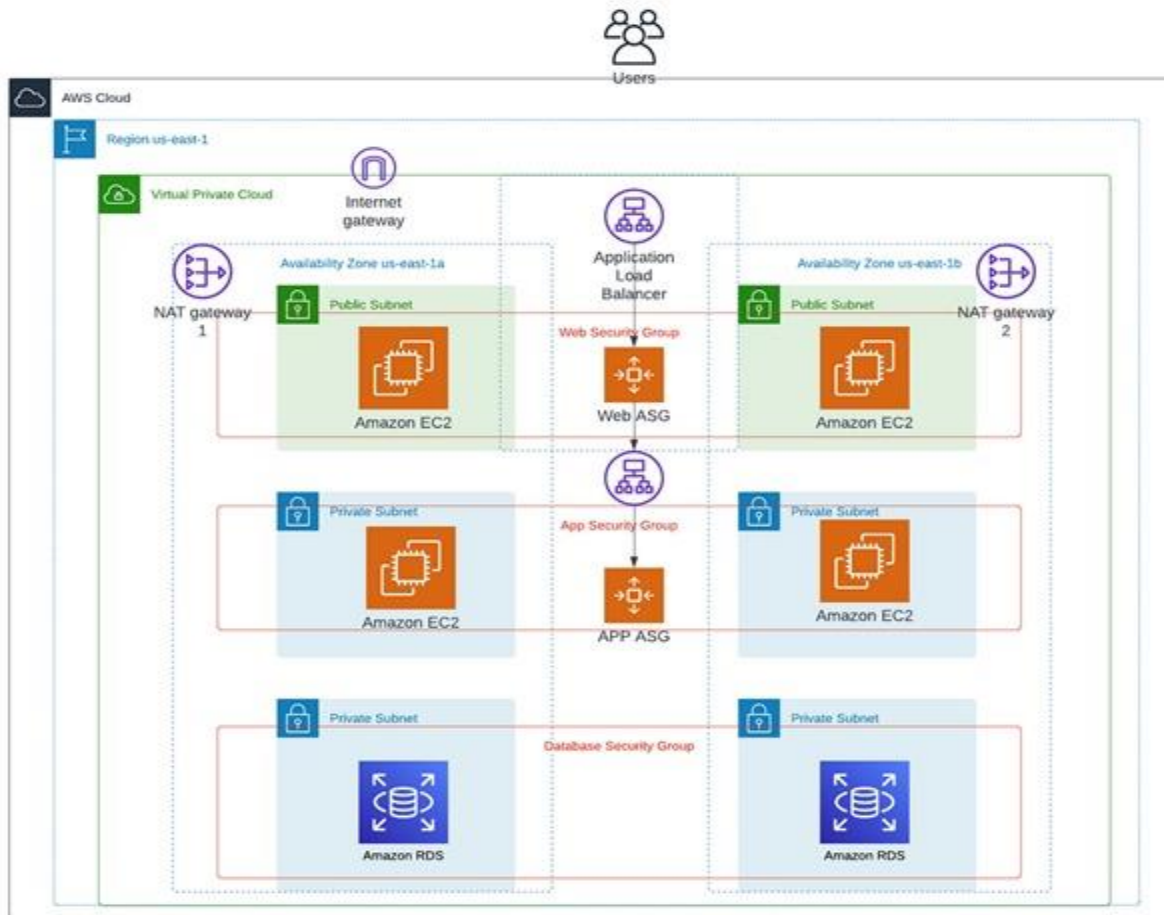 Users
AWS Cloud
Region us-east-1
Virtual Private Cloud
Internet
gateway
Application
Load
Balancer
Availability Zone us-east-1a
Availability Zone us-east-1b
NAT gateway
1
NAT gateway
2
Public Subnet
Public Subnet
Web Security Group
Amazon EC2
Web ASG
Amazon EC2
Private Subnet
Private Subnet
App Security Group
Amazon EC2
APP ASG
Amazon EC2
Private Subnet
Private Subnet
Database Security Group
Amazon RDS
Amazon RDS